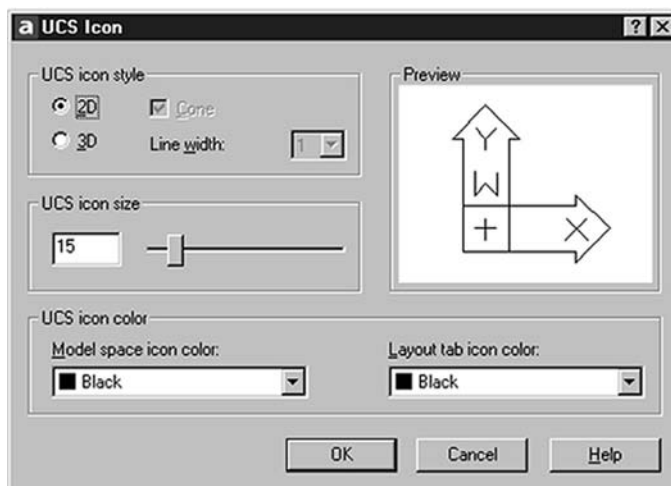 a UCS Icon ? X
UCS icon style
2D
Cone
3D
Line width:
1
Preview
Y
W
+
X
UCS icon size
15
UCS icon color
Model space icon color:
Black
Layout tab icon color:
Black
OK
Cancel
Help